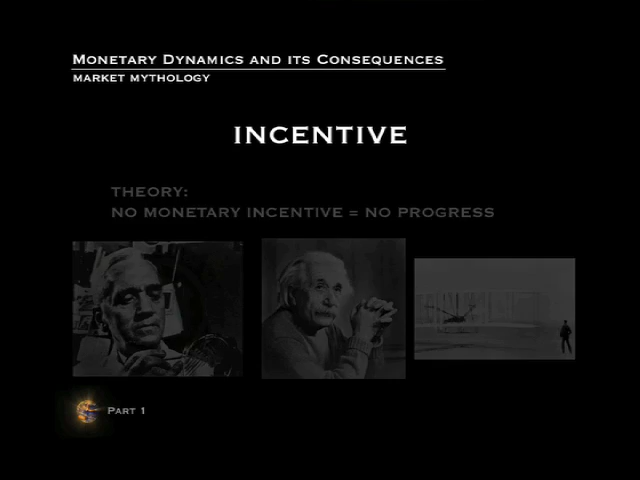 Monetary Dynamics and its Consequences
MARKET MYTHOLOGY
INCENTIVE
THEORY:
NO MONETARY INCENTIVE = NO PROGRESS
Part 1